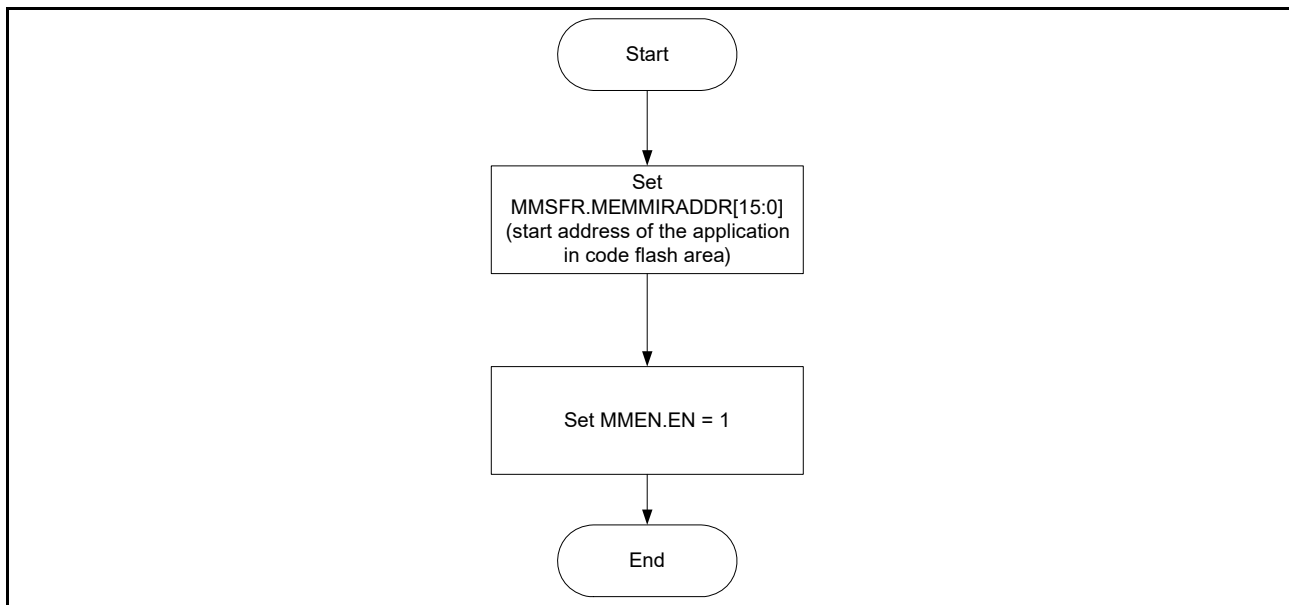 Start
Set
MMSFR.MEMMIRADDR[15:0]
(start address of the application
in code flash area)
Set MMEN.EN = 1
End